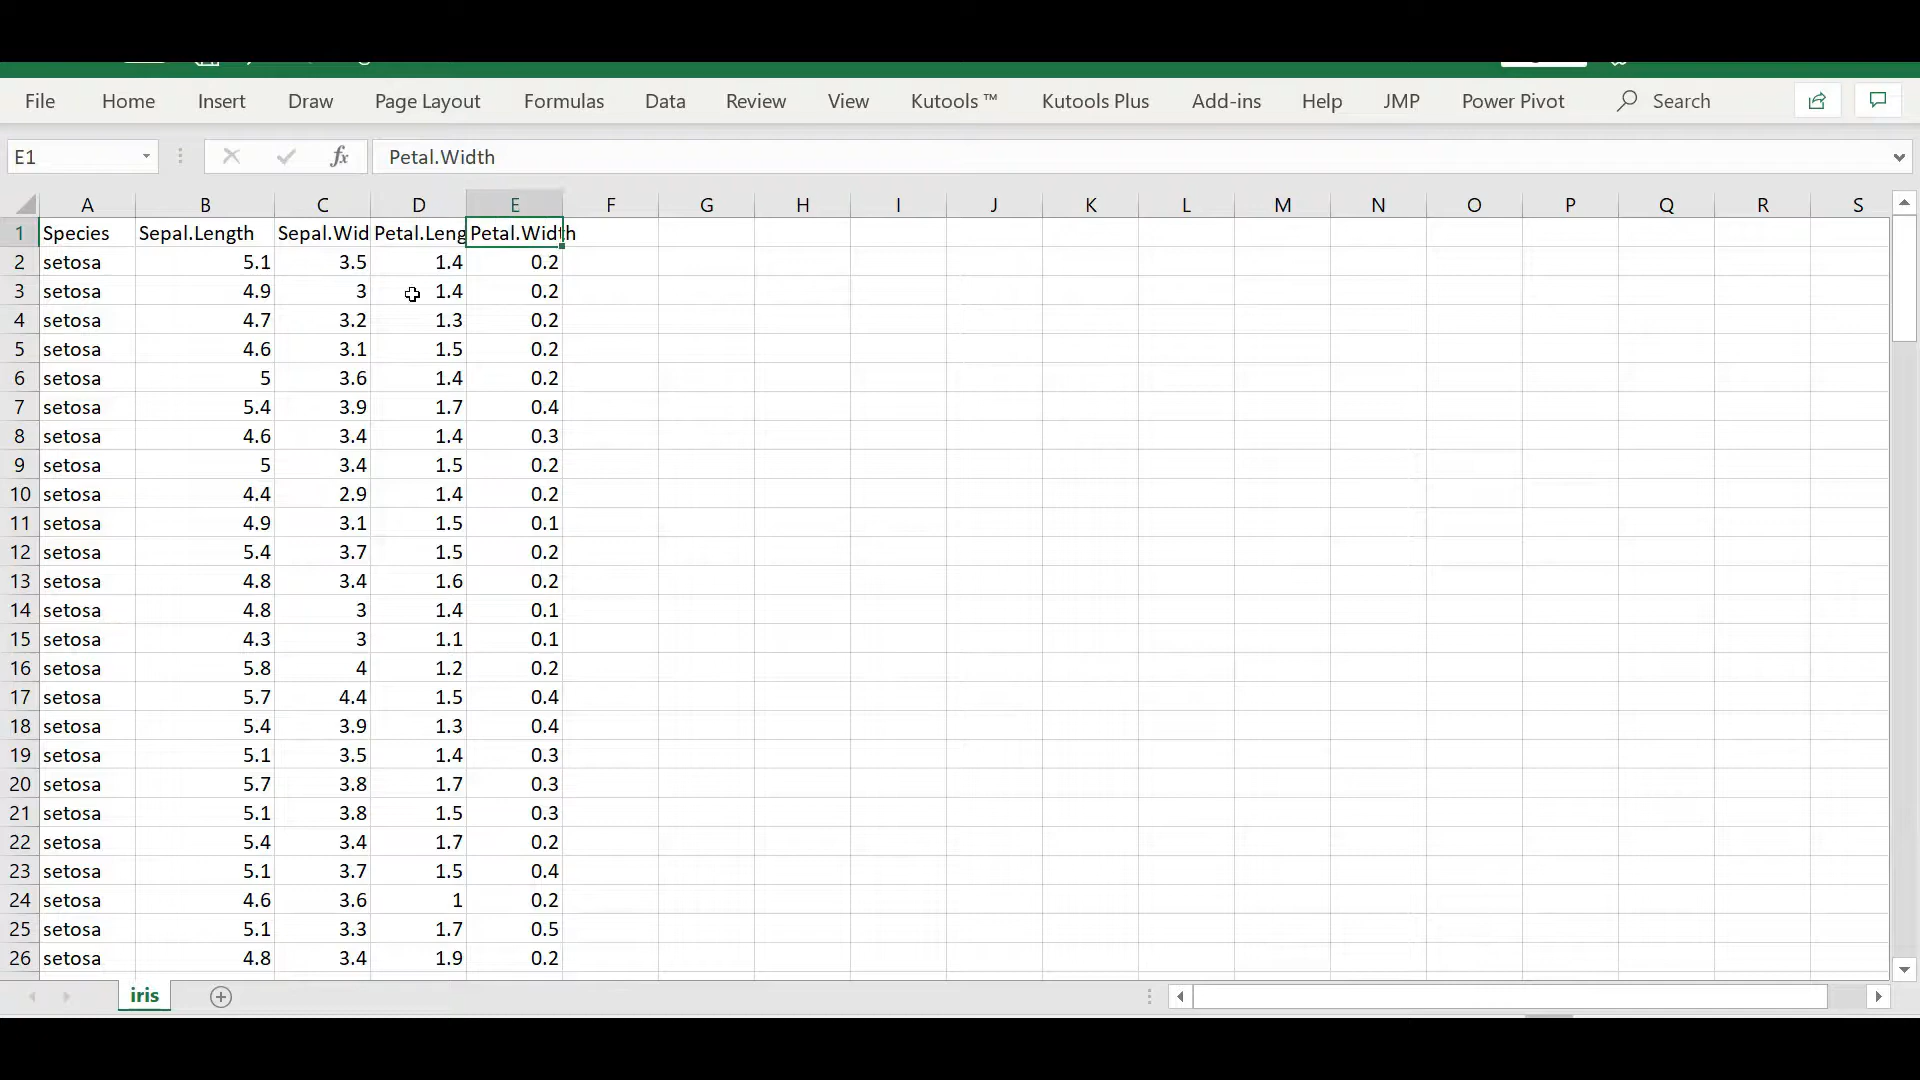 File Home Insert Draw Page Layout Formulas Data Review View Kutools ™ Kutools Plus Add-ins Help JMP Power Pivot Search
E1 fx Petal.Width
A B C D E F G H I J K L M N O P Q R S
1 Species Sepal.Length Sepal.Wid Petal.Leng Petal.Width
2 setosa 5.1 3.5 1.4 0.2
3 setosa 4.9 3 1.4 0.2
4 setosa 4.7 3.2 1.3 0.2
5 setosa 4.6 3.1 1.5 0.2
6 setosa 5 3.6 1.4 0.2
7 setosa 5.4 3.9 1.7 0.4
8 setosa 4.6 3.4 1.4 0.3
9 setosa 5 3.4 1.5 0.2
10 setosa 4.4 2.9 1.4 0.2
11 setosa 4.9 3.1 1.5 0.1
12 setosa 5.4 3.7 1.5 0.2
13 setosa 4.8 3.4 1.6 0.2
14 setosa 4.8 3 1.4 0.1
15 setosa 4.3 3 1.1 0.1
16 setosa 5.8 4 1.2 0.2
17 setosa 5.7 4.4 1.5 0.4
18 setosa 5.4 3.9 1.3 0.4
19 setosa 5.1 3.5 1.4 0.3
20 setosa 5.7 3.8 1.7 0.3
21 setosa 5.1 3.8 1.5 0.3
22 setosa 5.4 3.4 1.7 0.2
23 setosa 5.1 3.7 1.5 0.4
24 setosa 4.6 3.6 1 0.2
25 setosa 5.1 3.3 1.7 0.5
26 setosa 4.8 3.4 1.9 0.2
iris